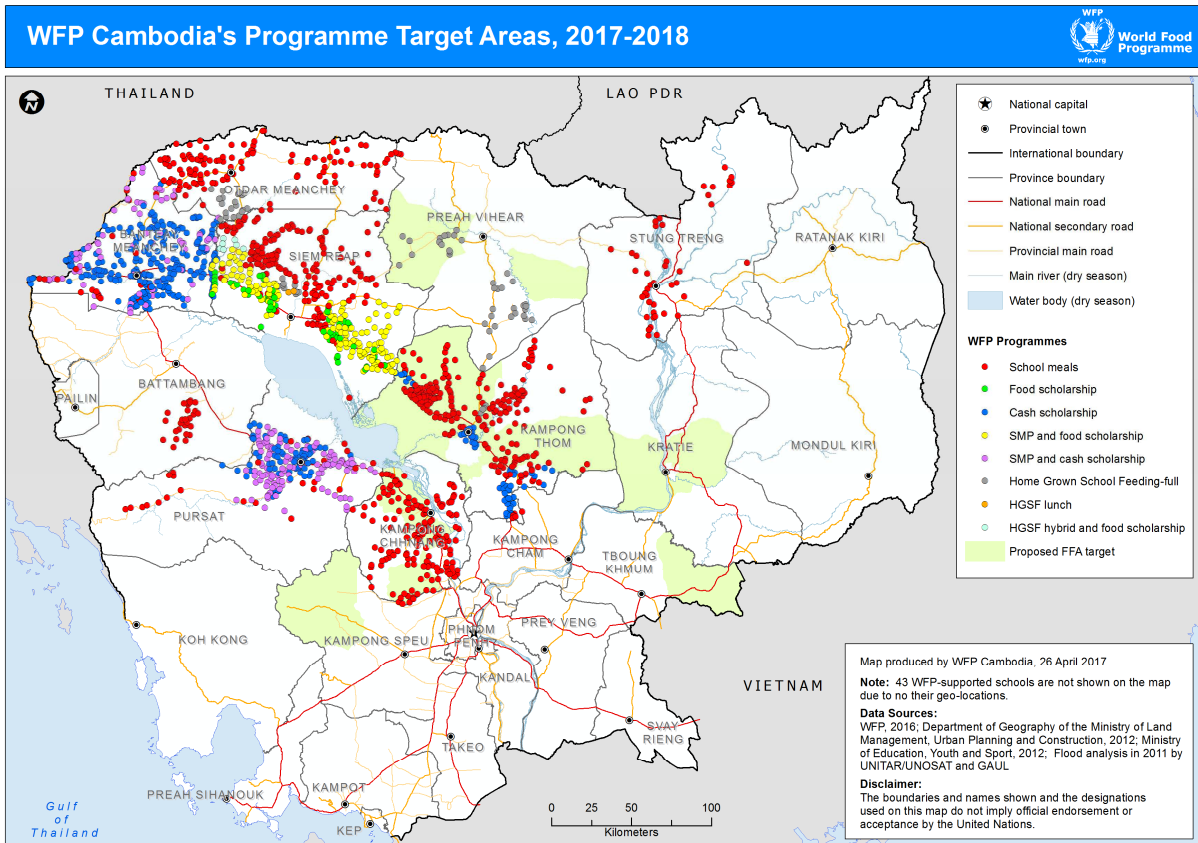 WFP Cambodia's Programme Target Areas, 2017-2018
WFP
World Food
Programme
wfp.org
N
THAILAND
LAO PDR
OTDAR MEANCHEY
BANTEAY
MEANCHEY
PREAH VIHEAR
STUNG TRENG
RATANAK KIRI
SIEM REAP
BATTAMBANG
PAILIN
KAMPONG
THOM
KRATIE
MONDUL KIRI
PURSAT
KAMPONG
CHHNANG
KAMPONG
CHAM
TBOUNG
KHMUM
KOH KONG
KAMPONG SPEU
PHNOM
PENH
PREY VENG
KANDAL
VIETNAM
SVAY
RIENG
TAKEO
PREAH SIHANOUK
KAMPOT
KEP
Gulf
of
Thailand
0 25 50 100
Kilometers
National capital
Provincial town
International boundary
Province boundary
National main road
National secondary road
Provincial main road
Main river (dry season)
Water body (dry season)
WFP Programmes
School meals
Food scholarship
Cash scholarship
SMP and food scholarship
SMP and cash scholarship
Home Grown School Feeding-full
HGSF lunch
HGSF hybrid and food scholarship
Proposed FFA target
Map produced by WFP Cambodia, 26 April 2017
Note: 43 WFP-supported schools are not shown on the map
due to no their geo-locations.
Data Sources:
WFP, 2016; Department of Geography of the Ministry of Land
Management, Urban Planning and Construction, 2012; Ministry
of Education, Youth and Sport, 2012; Flood analysis in 2011 by
UNITAR/UNOSAT and GAUL
Disclaimer:
The boundaries and names shown and the designations
used on this map do not imply official endorsement or
acceptance by the United Nations.